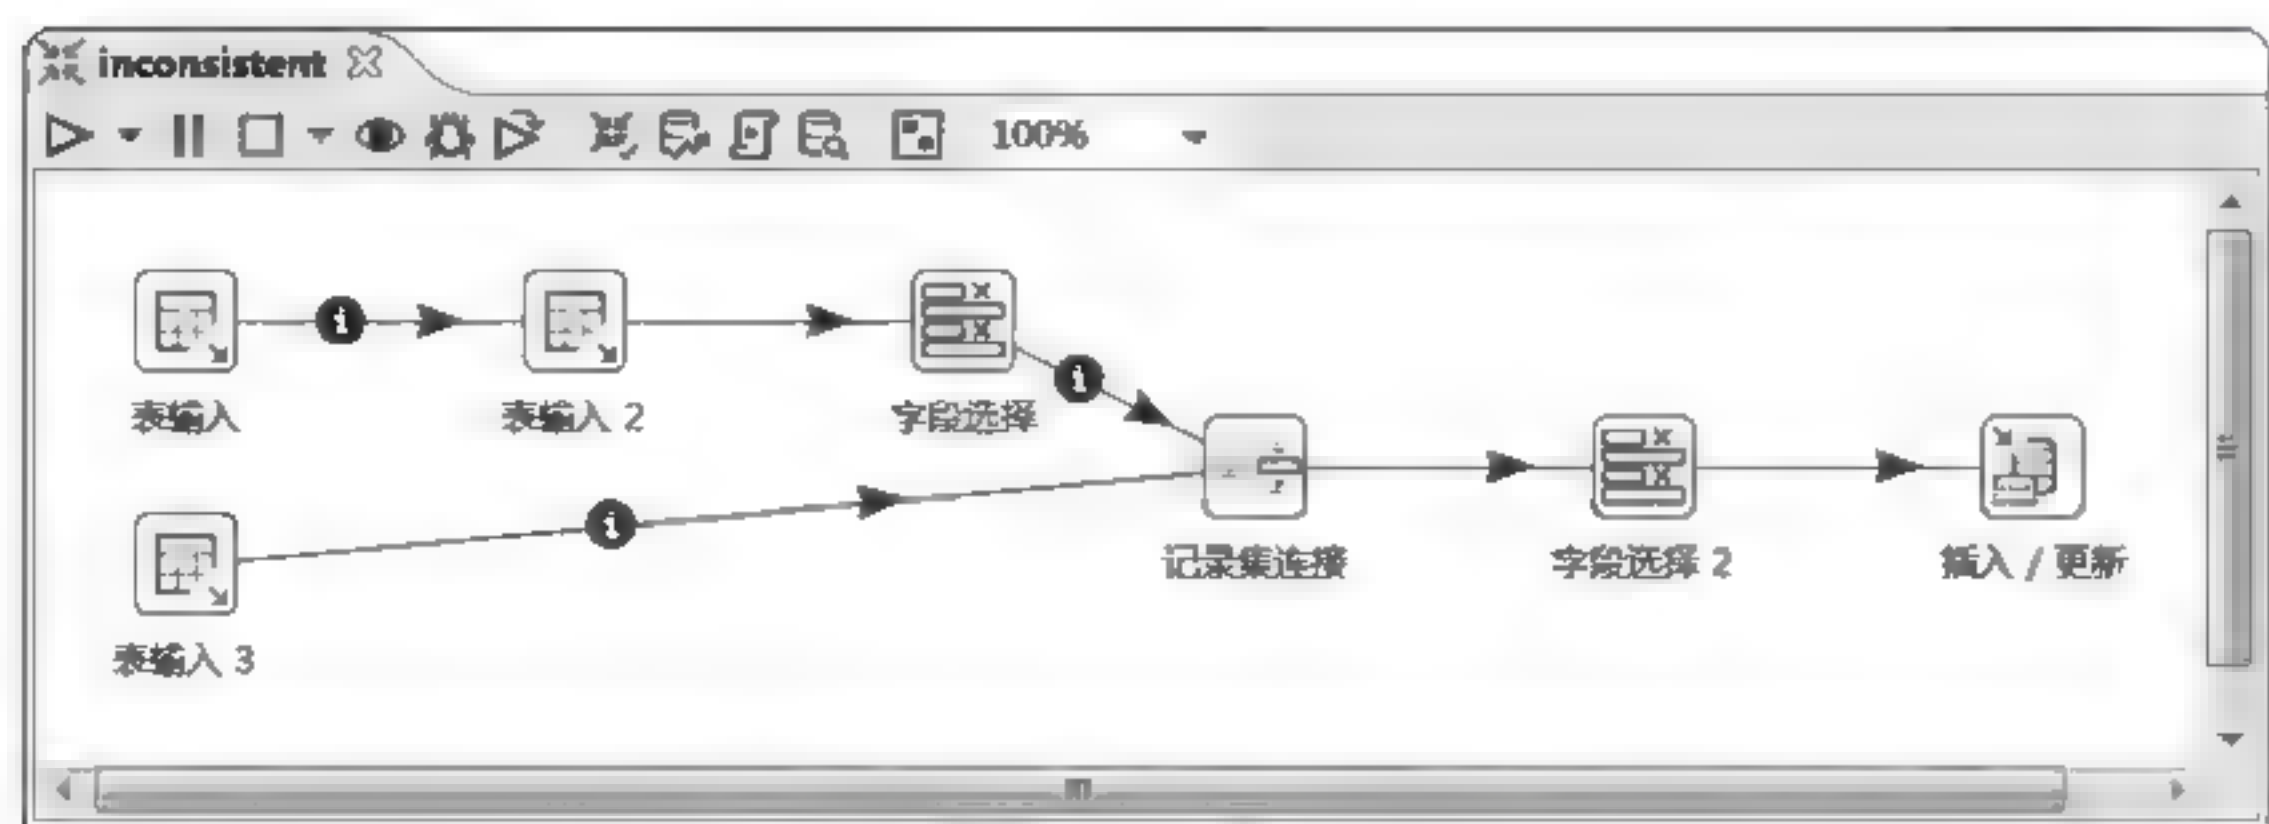 inconsistent
100%
表输入
表输入 2
字段选择
记录集连接
字段选择 2
插入 / 更新
表输入 3